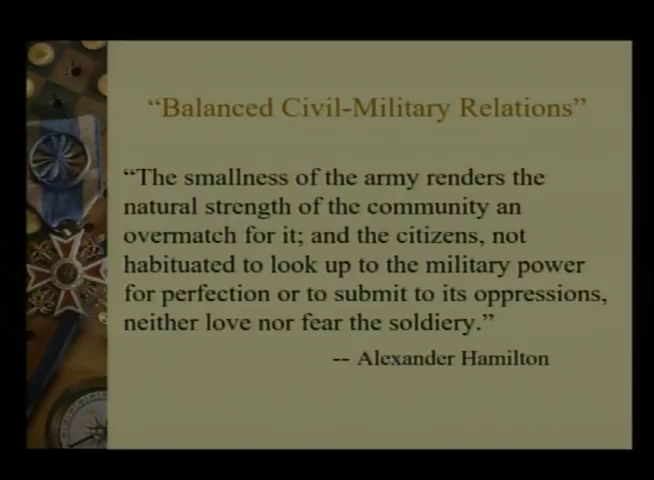 “Balanced Civil-Military Relations”
“The smallness of the army renders the
natural strength of the community an
overmatch for it; and the citizens, not
habituated to look up to the military power
for perfection or to submit to its oppressions,
neither love nor fear the soldiery.”
-- Alexander Hamilton